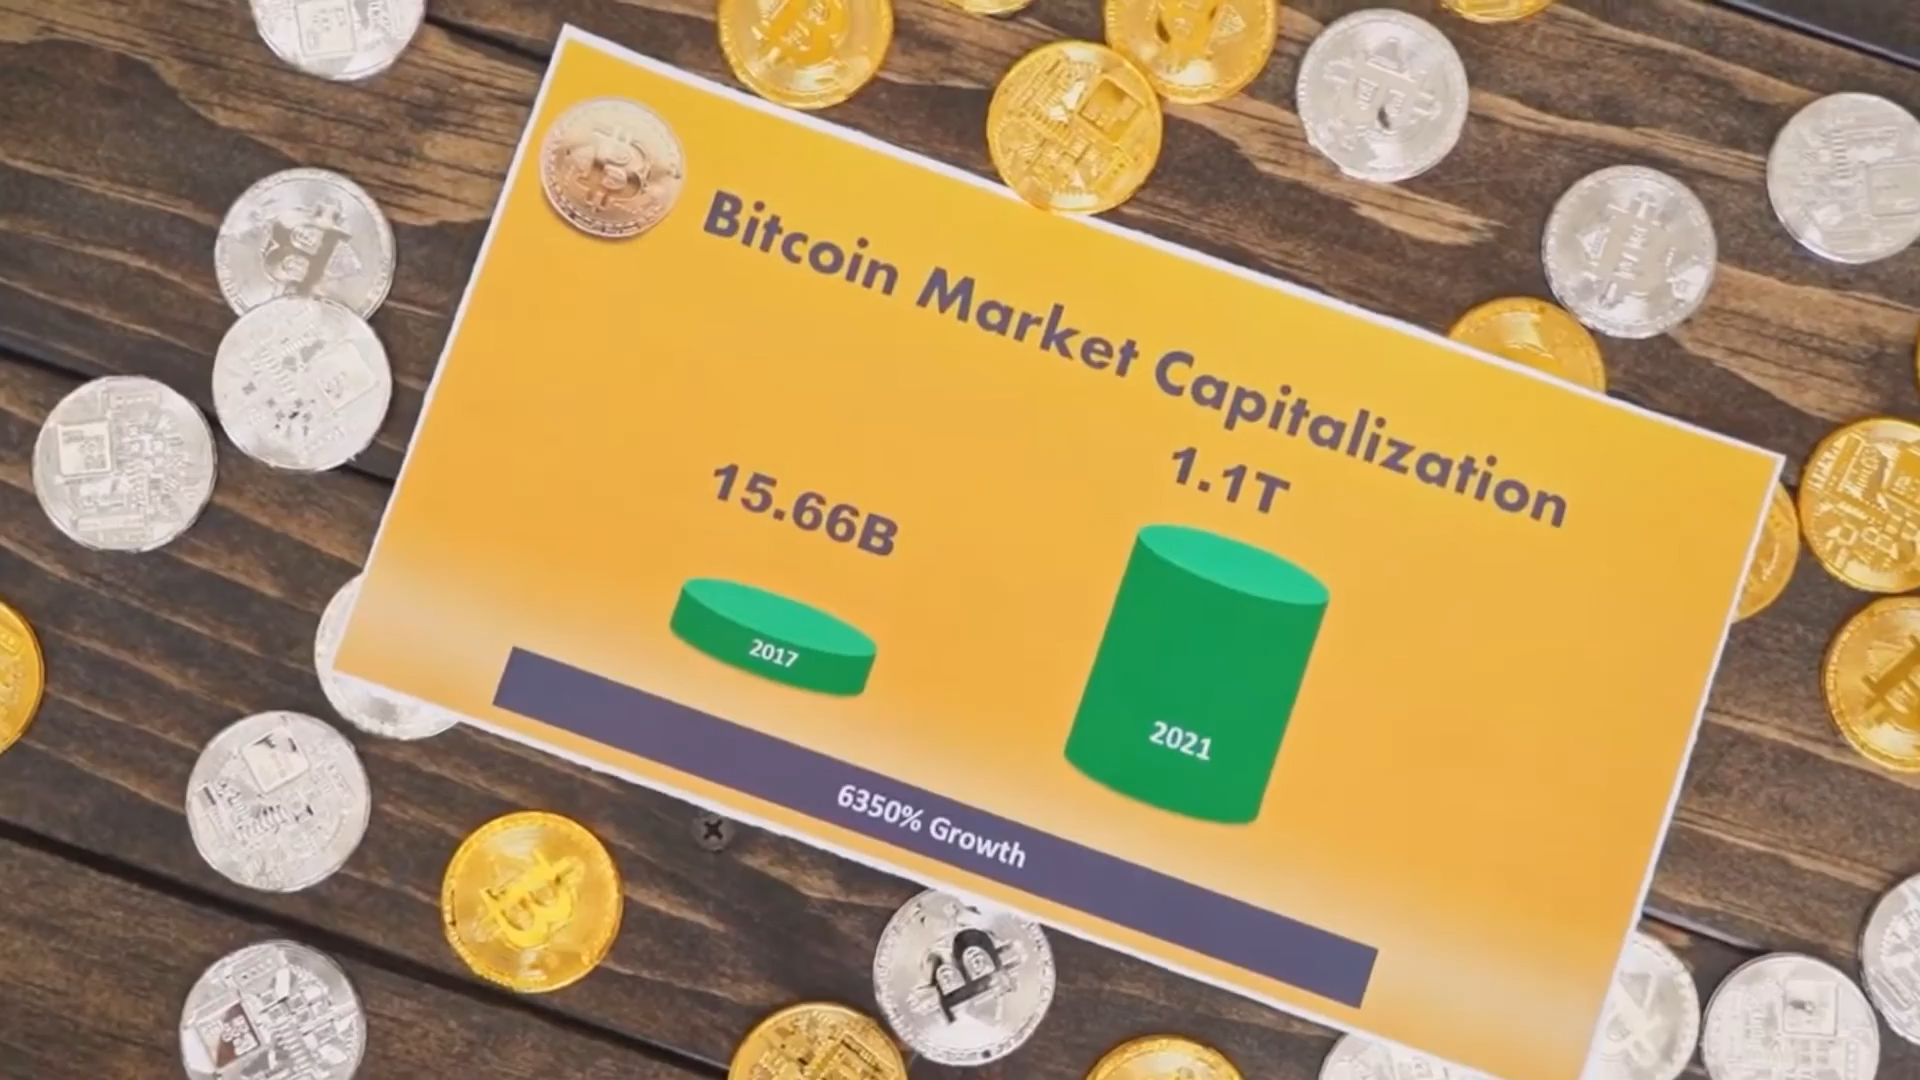 Bitcoin Market Capitalization
15.66B
1.1T
2017
2021
6350% Growth